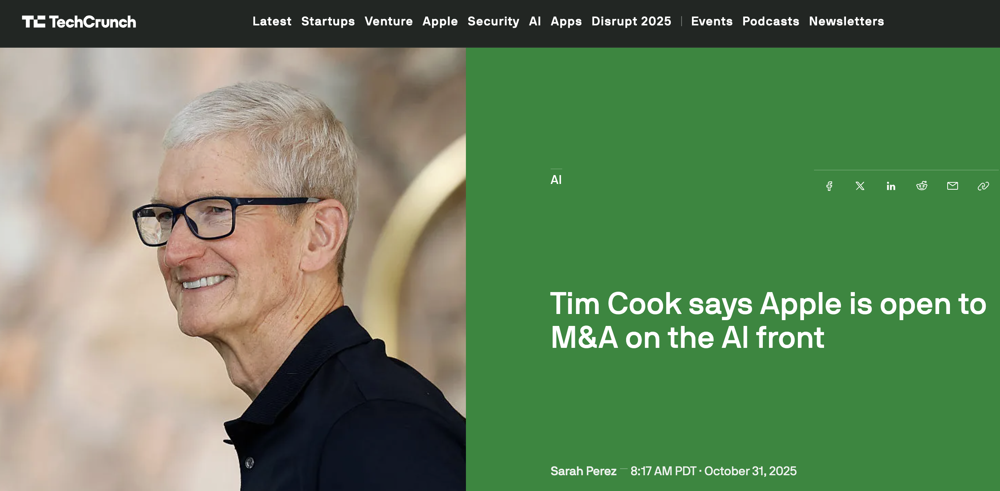 TechCrunch
Latest Startups Venture Apple Security AI Apps Disrupt 2025 | Events Podcasts Newsletters
AI
Tim Cook says Apple is open to
M&A on the AI front
Sarah Perez — 8:17 AM PDT · October 31, 2025